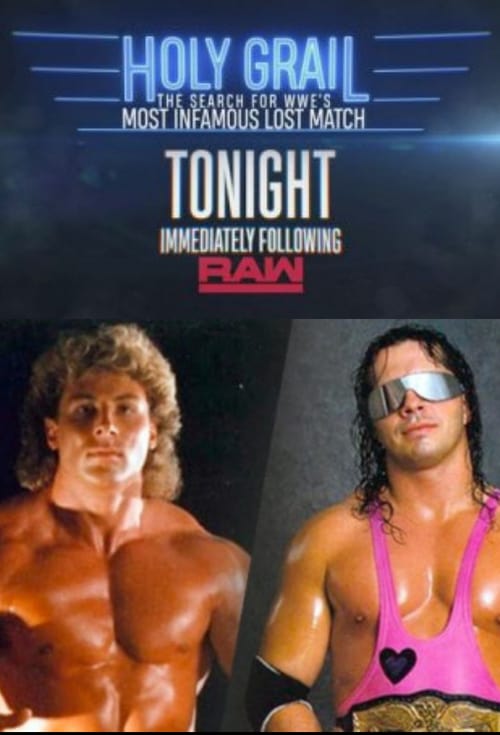 HOLY GRAIL
THE SEARCH FOR WWE'S
MOST INFAMOUS LOST MATCH
TONIGHT
IMMEDIATELY FOLLOWING
RAW